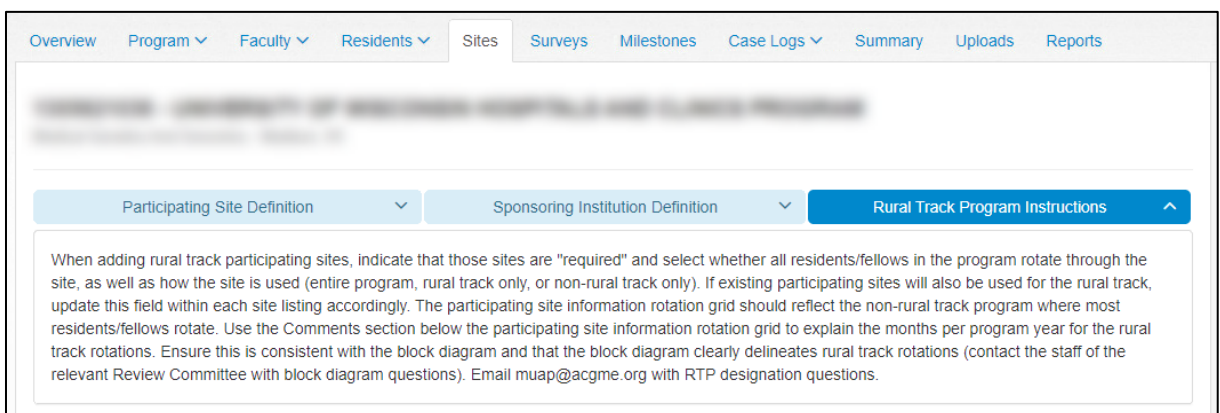 Overview Program Faculty Residents Sites Surveys Milestones Case Logs Summary Uploads Reports
Participating Site Definition Sponsoring Institution Definition Rural Track Program Instructions
When adding rural track participating sites, indicate that those sites are "required" and select whether all residents/fellows in the program rotate through the
site, as well as how the site is used (entire program, rural track only, or non-rural track only). If existing participating sites will also be used for the rural track,
update this field within each site listing accordingly. The participating site information rotation grid should reflect the non-rural track program where most
residents/fellows rotate. Use the Comments section below the participating site information rotation grid to explain the months per program year for the rural
track rotations. Ensure this is consistent with the block diagram and that the block diagram clearly delineates rural track rotations (contact the staff of the
relevant Review Committee with block diagram questions). Email muap@acgme.org with RTP designation questions.